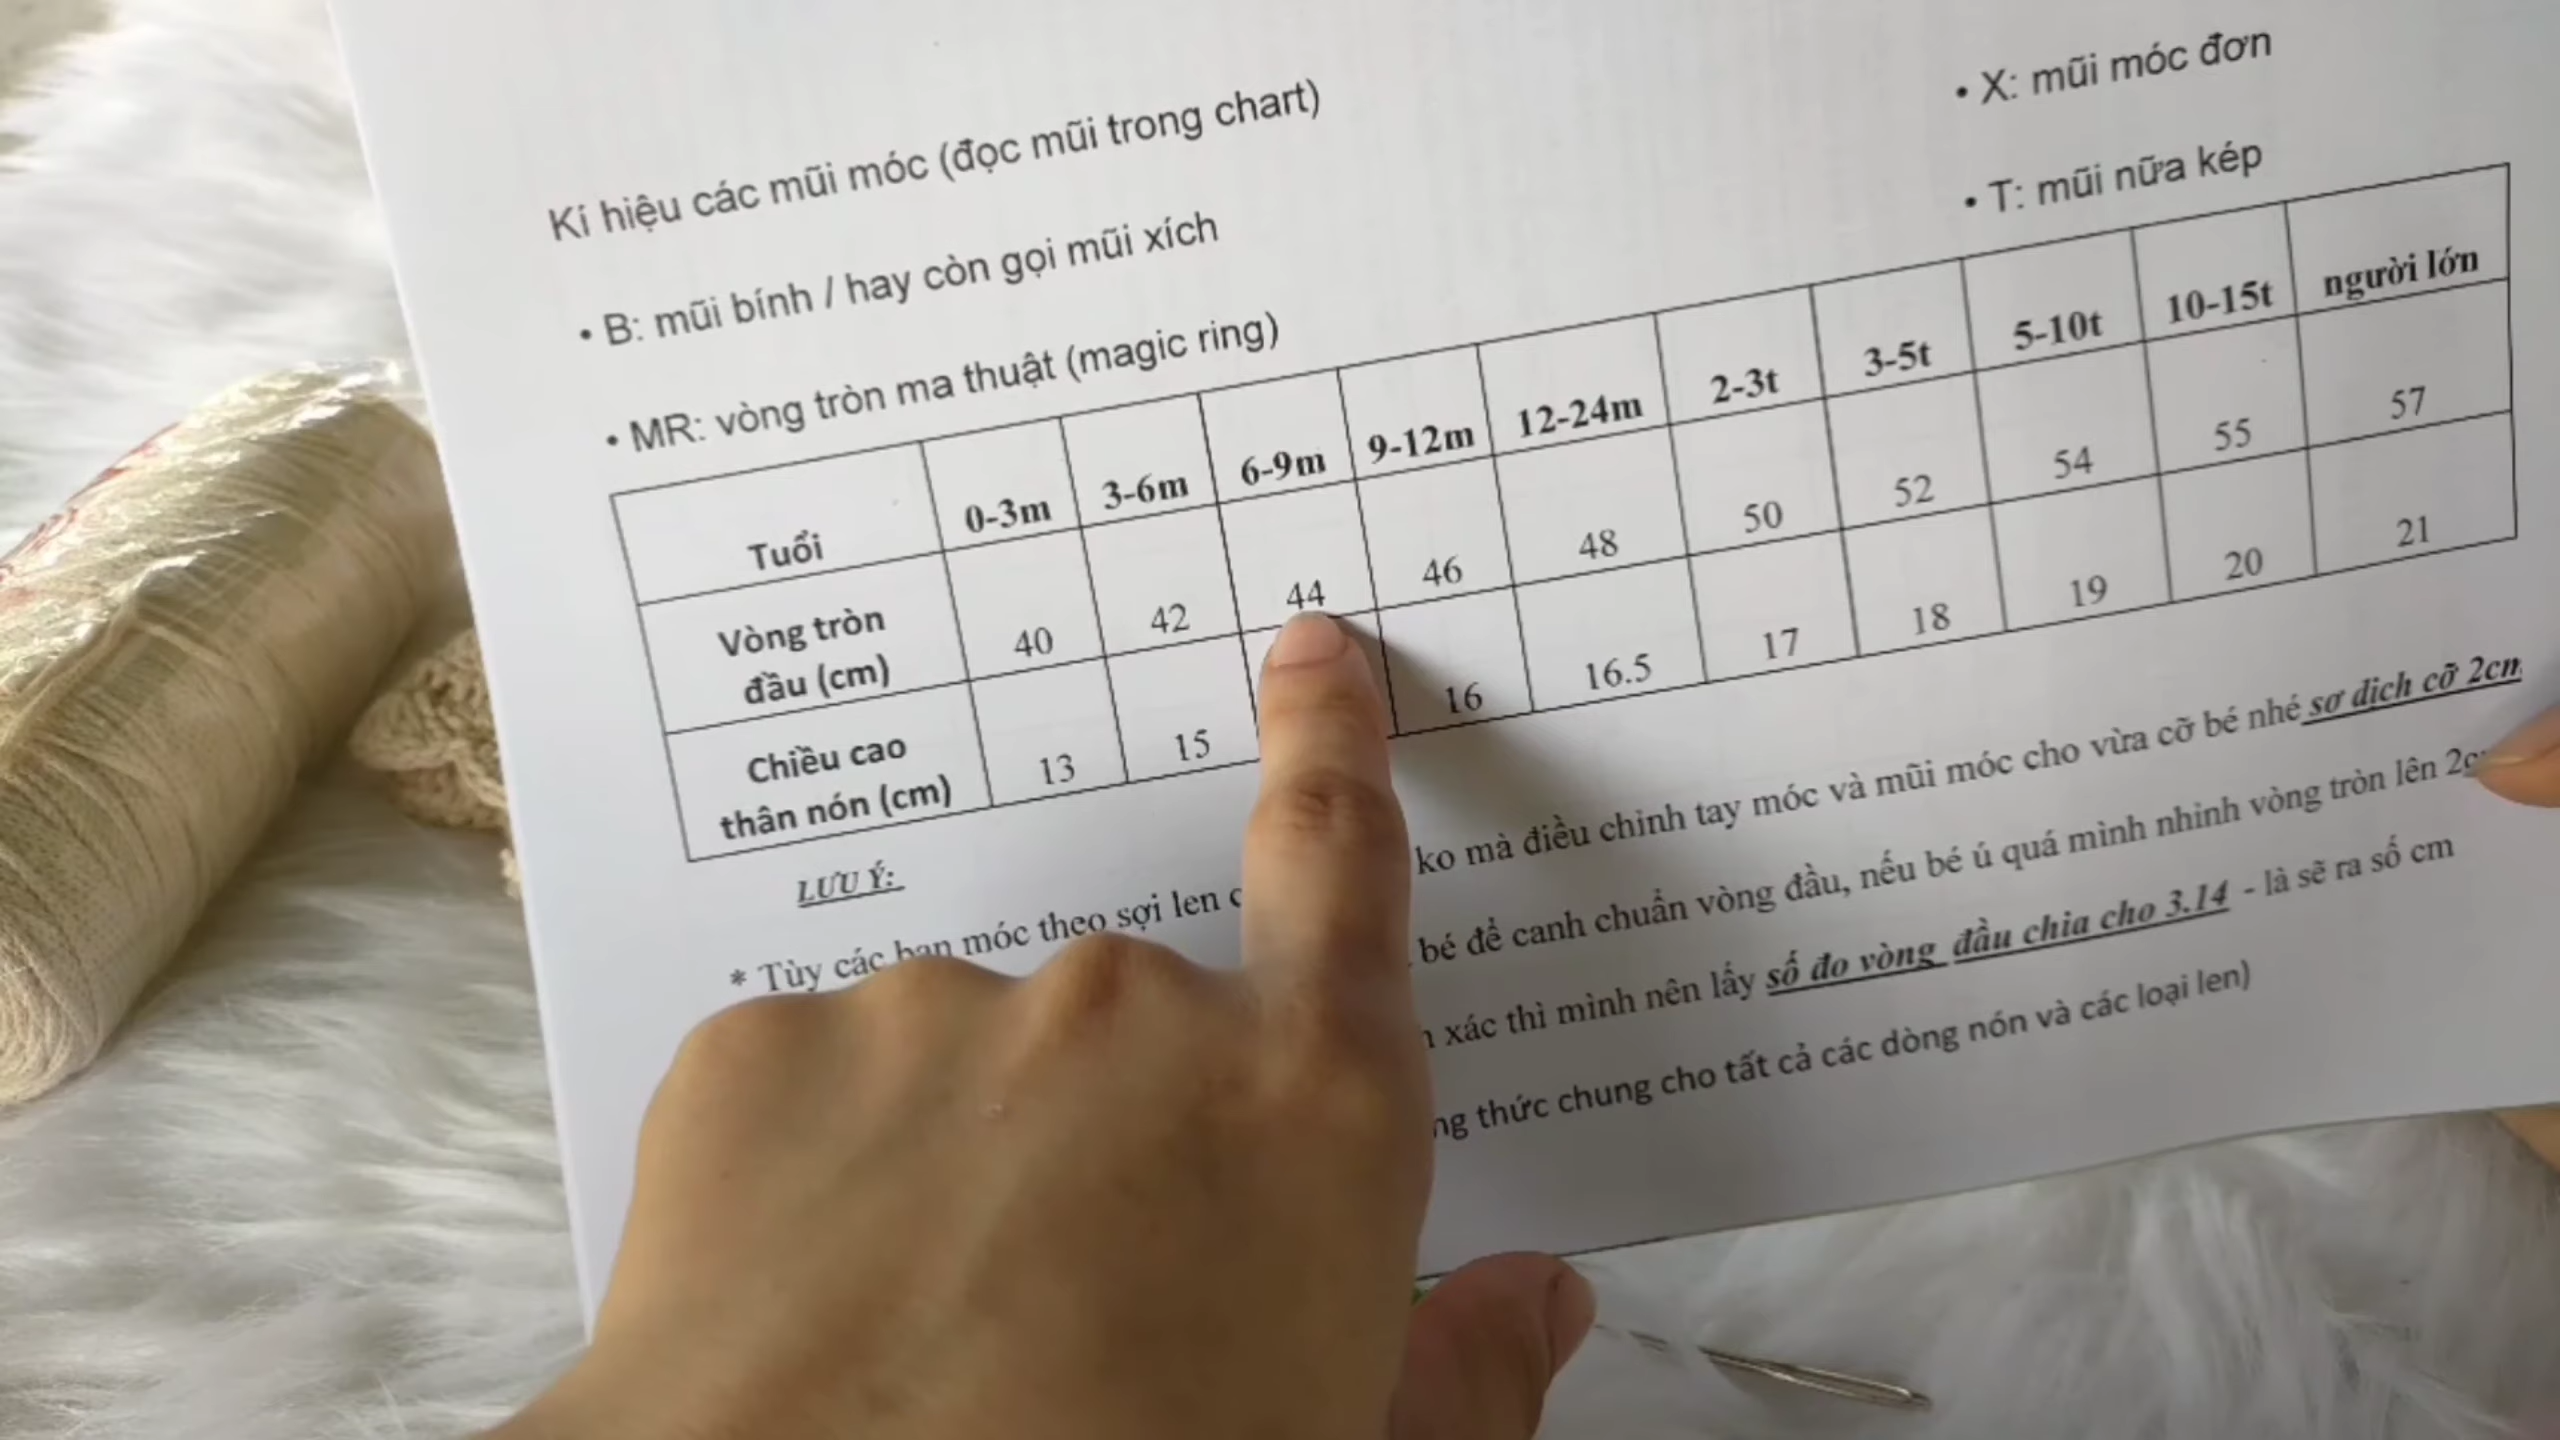 Kí hiệu các mũi móc (đọc mũi trong chart)
• X: mũi móc đơn
• B: mũi bính / hay còn gọi mũi xích
• T: mũi nữa kép
• MR: vòng tròn ma thuật (magic ring)
Tuổi 0-3m 3-6m 6-9m 9-12m 12-24m 2-3t 3-5t 5-10t 10-15t người lớn
Vòng tròn
đầu (cm) 40 42 44 46 48 50 52 54 55 57
Chiều cao
thân nón (cm) 13 15 16 16.5 17 18 19 20 21
LƯU Ý:
* Tùy các bạn móc theo sợi len ko mà điều chỉnh tay móc và mũi móc cho vừa cỡ bé nhé sơ dịch cỡ 2cm
bé để canh chuẩn vòng đầu, nếu bé ú quá mình nhinh vòng tròn lên
xác thì mình nên lấy số đo vòng đầu chia cho 3.14 - là sẽ ra số cm
thức chung cho tất cả các dòng nón và các loại len)